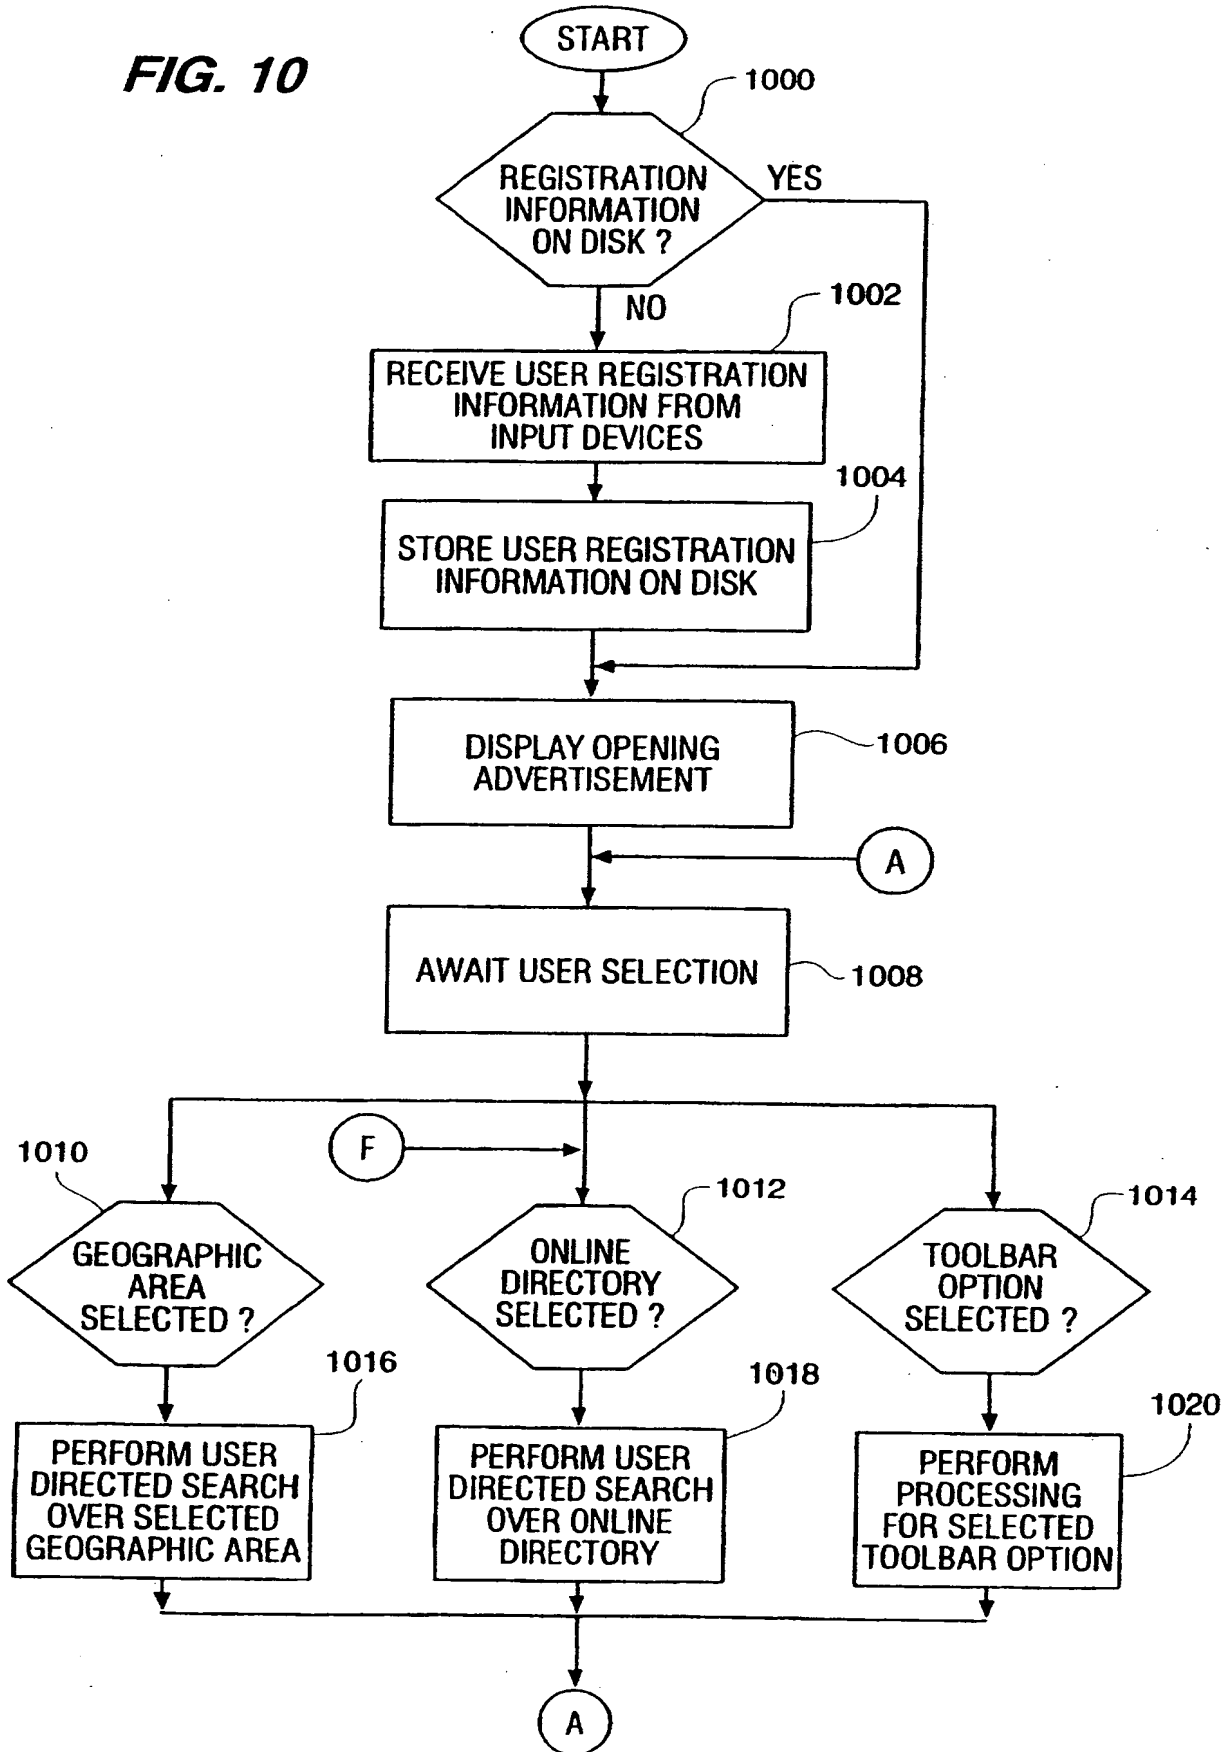 START
FIG. 10
1000
REGISTRATION
INFORMATION
ON DISK ?
YES
NO
1002
RECEIVE USER REGISTRATION
INFORMATION FROM
INPUT DEVICES
1004
STORE USER REGISTRATION
INFORMATION ON DISK
DISPLAY OPENING
ADVERTISEMENT
1006
A
AWAIT USER SELECTION
1008
F
1010
GEOGRAPHIC
AREA
SELECTED ?
1012
ONLINE
DIRECTORY
SELECTED ?
1014
TOOLBAR
OPTION
SELECTED ?
1016
PERFORM USER
DIRECTED SEARCH
OVER SELECTED
GEOGRAPHIC AREA
1018
PERFORM USER
DIRECTED SEARCH
OVER ONLINE
DIRECTORY
1020
PERFORM
PROCESSING
FOR SELECTED
TOOLBAR OPTION
A